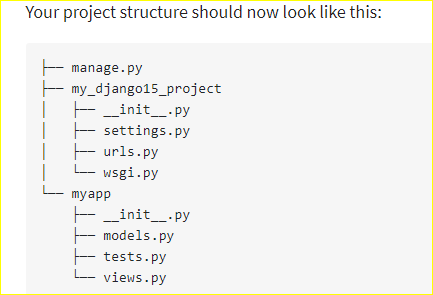 Your project structure should now look like this:
├── manage.py
├── my_django15_project
│   ├── __init__.py
│   ├── settings.py
│   ├── urls.py
│   └── wsgi.py
└── myapp
    ├── __init__.py
    ├── models.py
    ├── tests.py
    └── views.py